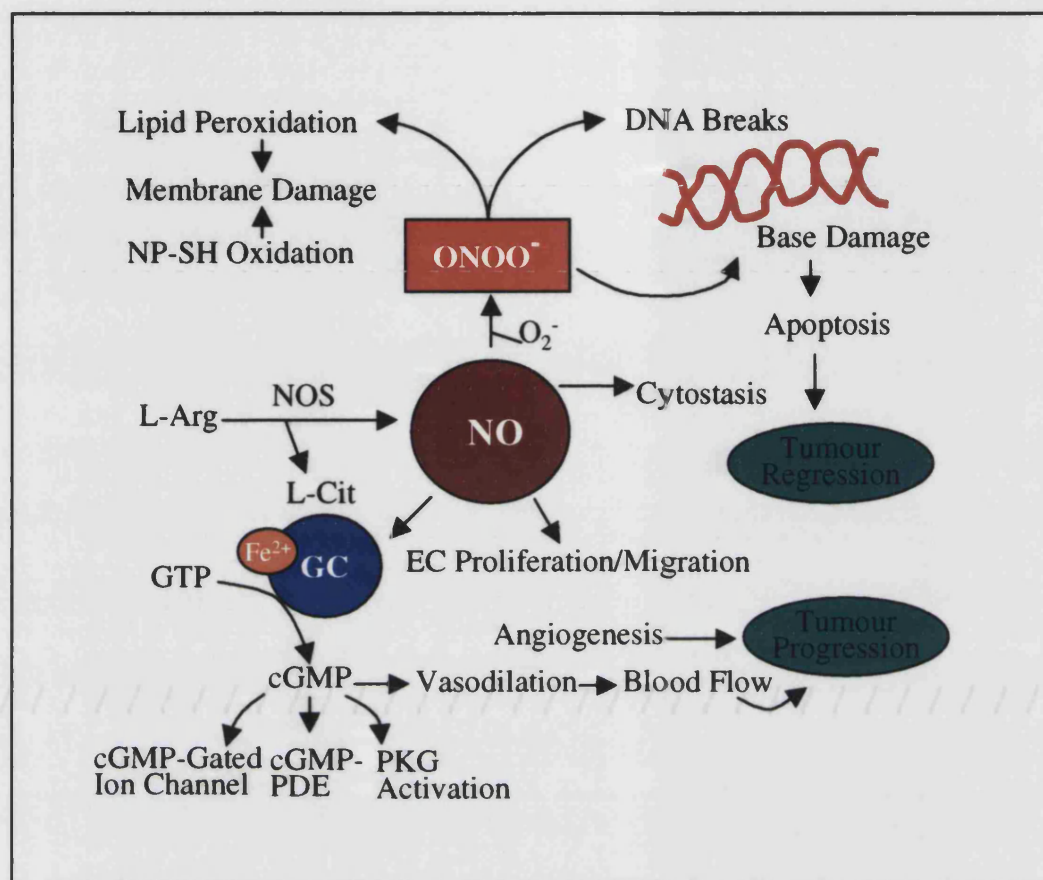 Lipid Peroxidation
DNA Breaks
Membrane Damage
NP-SH Oxidation
ONOO⁻
Base Damage
O₂⁻
Apoptosis
NOS
Cytostasis
L-Arg
NO
Tumour
Regression
L-Cit
Fe²⁺
GC
EC Proliferation/Migration
GTP
Angiogenesis
Tumour
Progression
cGMP
Vasodilation
Blood Flow
cGMP-Gated
Ion Channel
cGMP-
PDE
PKG
Activation